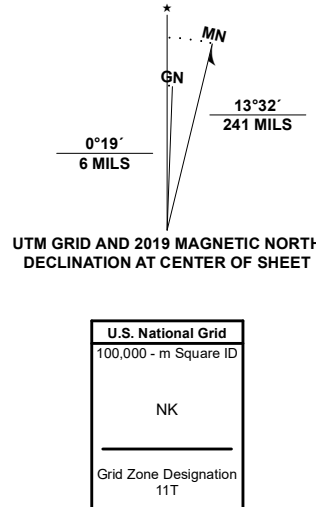 ★
MN
GN
13°32´
241 MILS
0°19´
6 MILS
UTM GRID AND 2019 MAGNETIC NORTH
DECLINATION AT CENTER OF SHEET
U.S. National Grid
100,000 - m Square ID
NK
Grid Zone Designation
11T